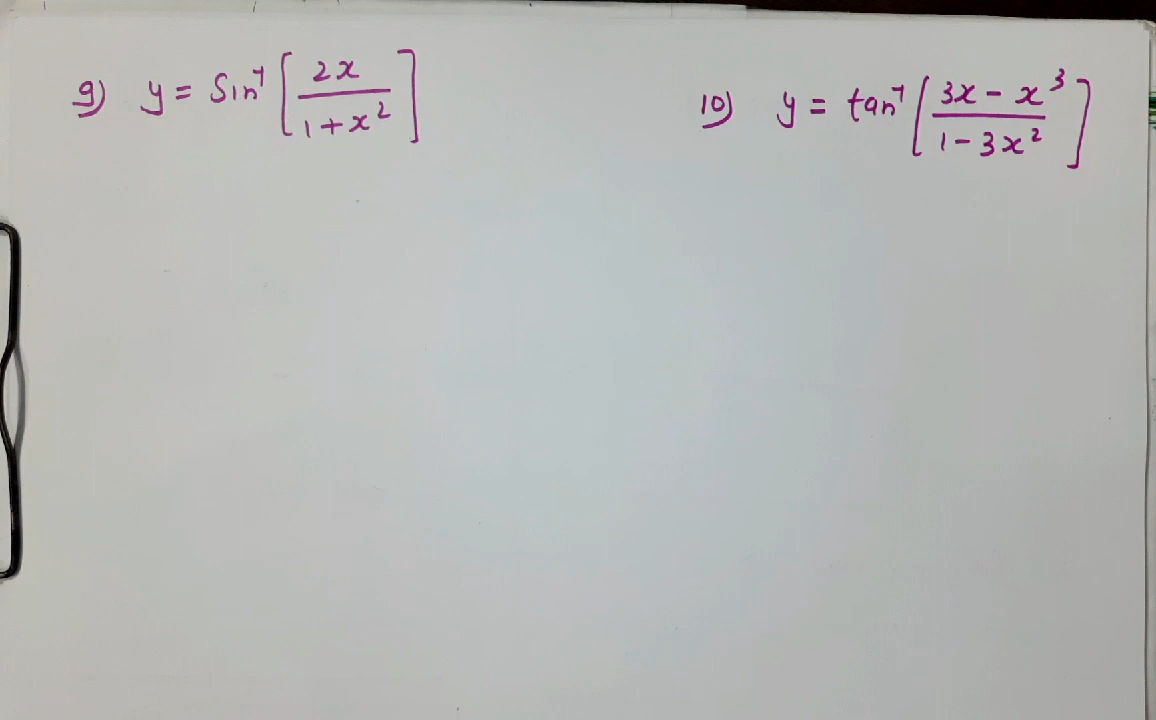 9) y = Sin⁻¹ [ 2x / 1+x² ]
10) y = tan⁻¹ [ 3x - x³ / 1 - 3x² ]